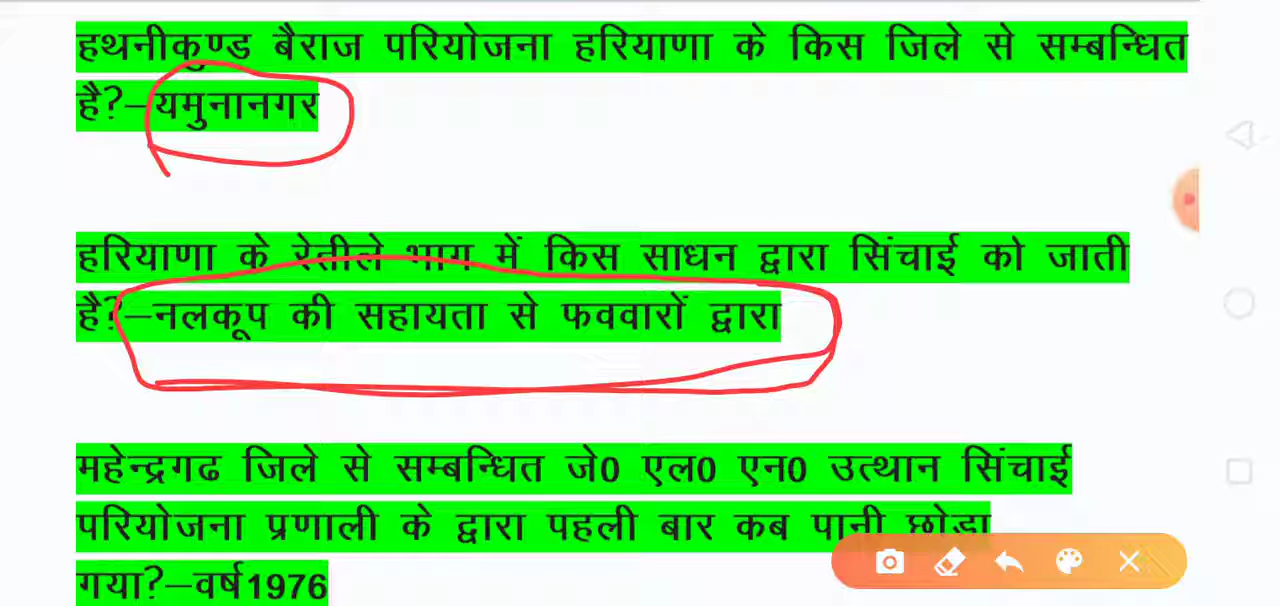 हथनीकुण्ड बैराज परियोजना हरियाणा के किस जिले से सम्बन्धित
है?–यमुनानगर
हरियाणा के रेतीले भाग में किस साधन द्वारा सिंचाई को जाती
है?–नलकूप की सहायता से फववारों द्वारा
महेन्द्रगढ जिले से सम्बन्धित जे0 एल0 एन0 उत्थान सिंचाई
परियोजना प्रणाली के द्वारा पहली बार कब पानी छोडा
गया?–वर्ष1976